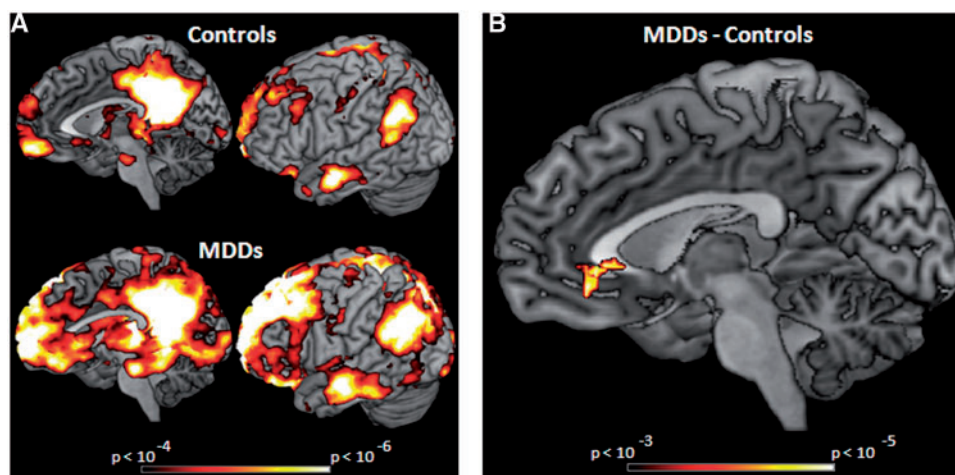 A
Controls
MDDs
p < 10⁻⁴
p < 10⁻⁶
B
MDDs - Controls
p < 10⁻³
p < 10⁻⁵